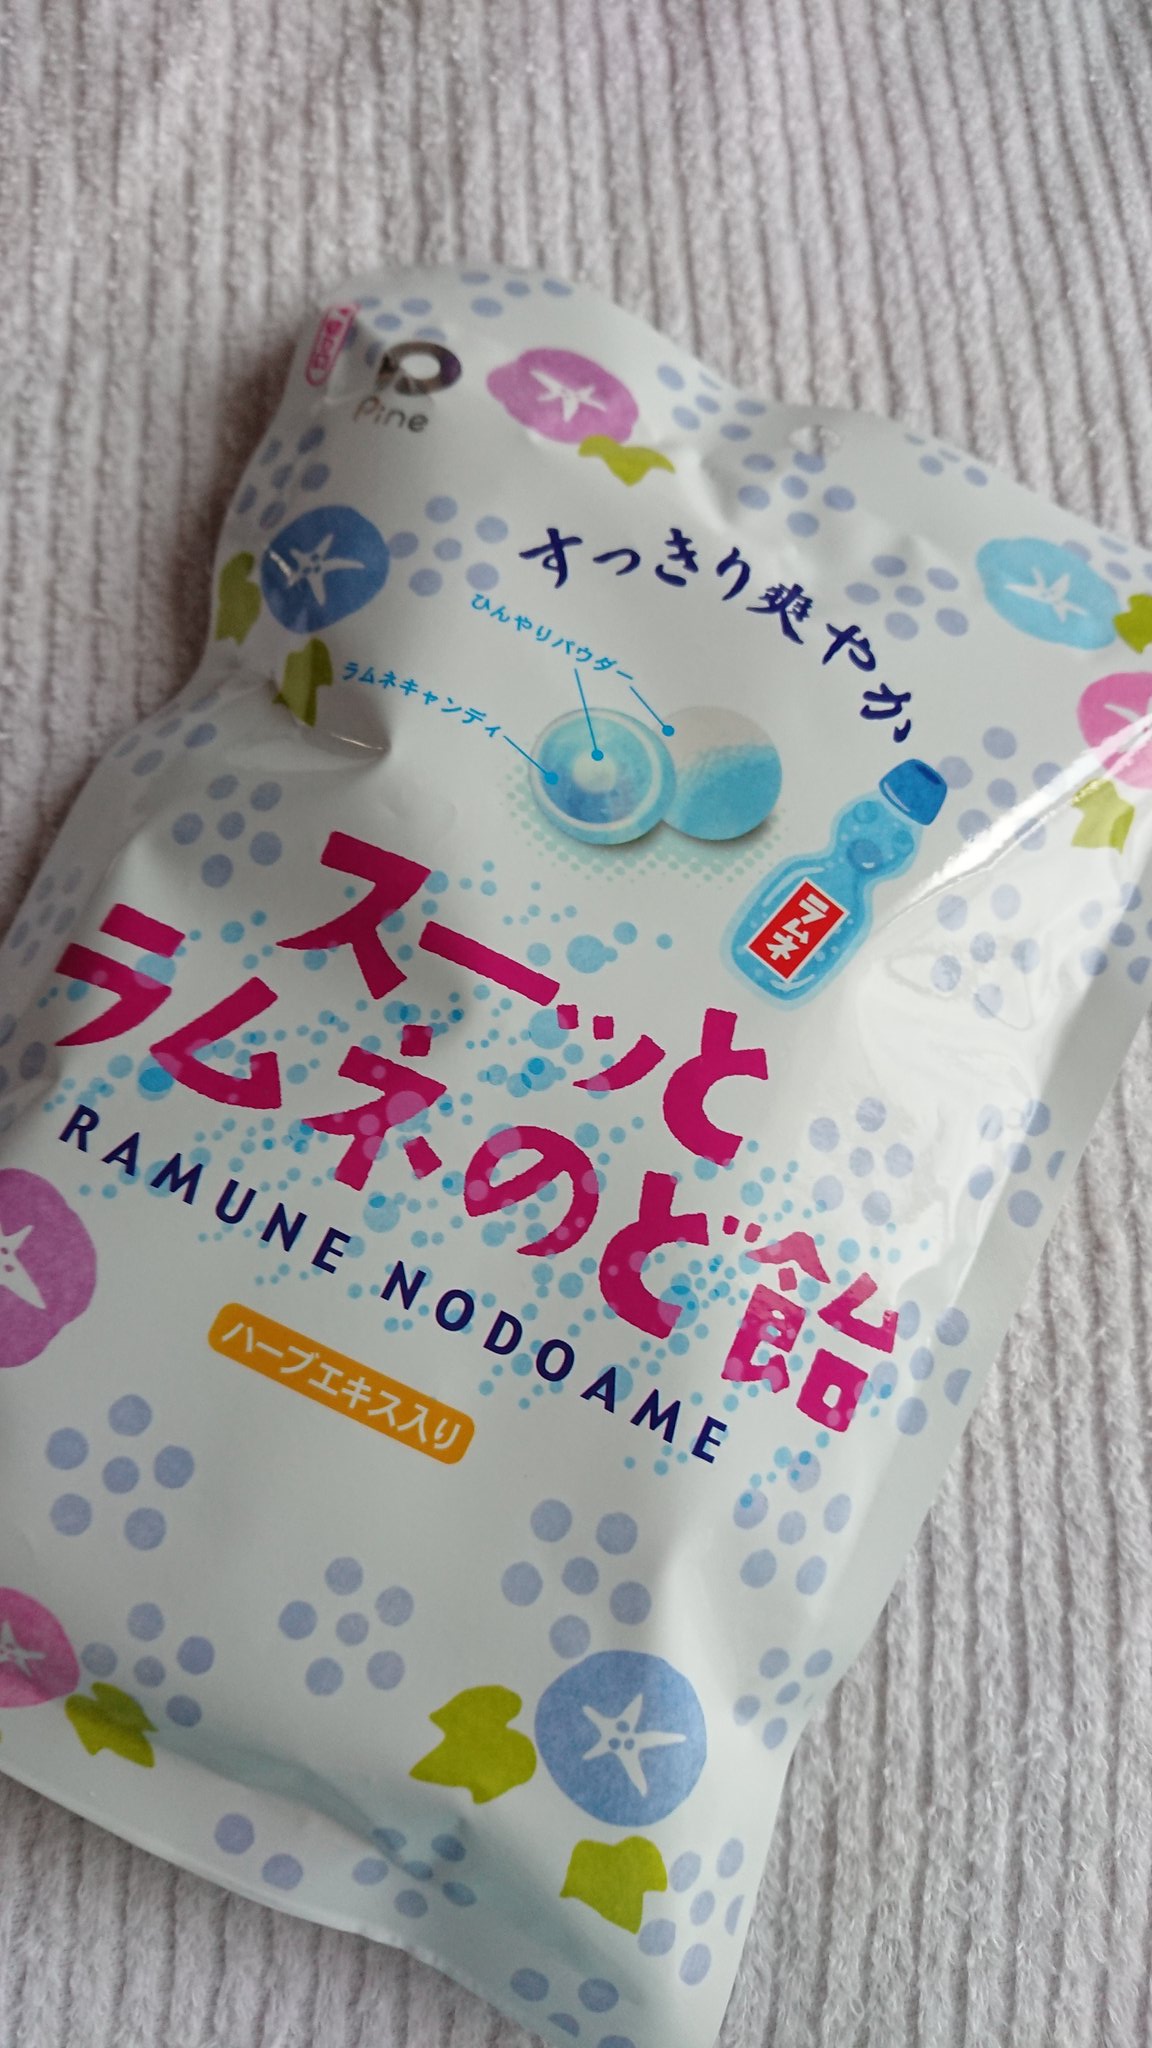 Pine
すっきり爽やか
ひんやりパウダー
ラムネキャンディ
ラムネ
スーッと
ラムネのど飴
RAMUNE NODOAME
ハーブエキス入り